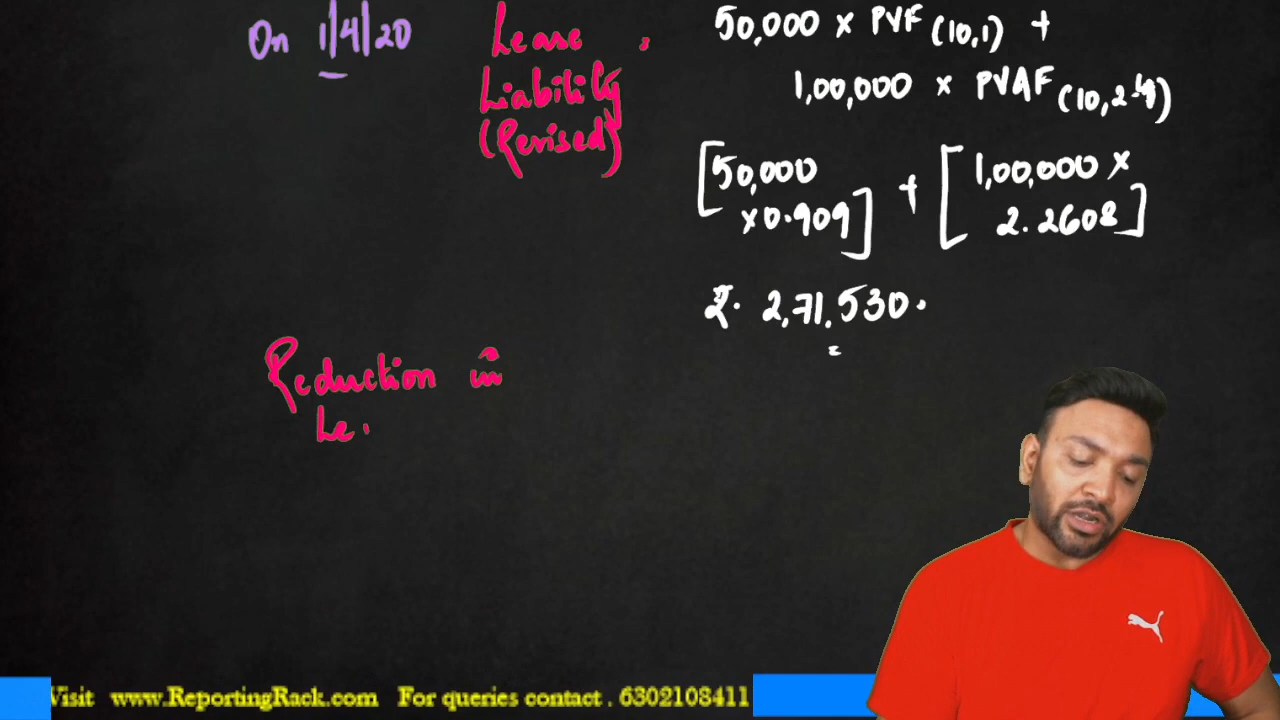 On 1/4/20
Lease
Liability
(Revised)
50,000 x PVF (10,1) +
1,00,000 x PVAF (10, 2-4)
[50,000
x0.909] + [1,00,000 x
2.2608]
₹. 2,71,530.
Reduction in
Le
Visit www.ReportingRack.com For queries contact . 6302108411